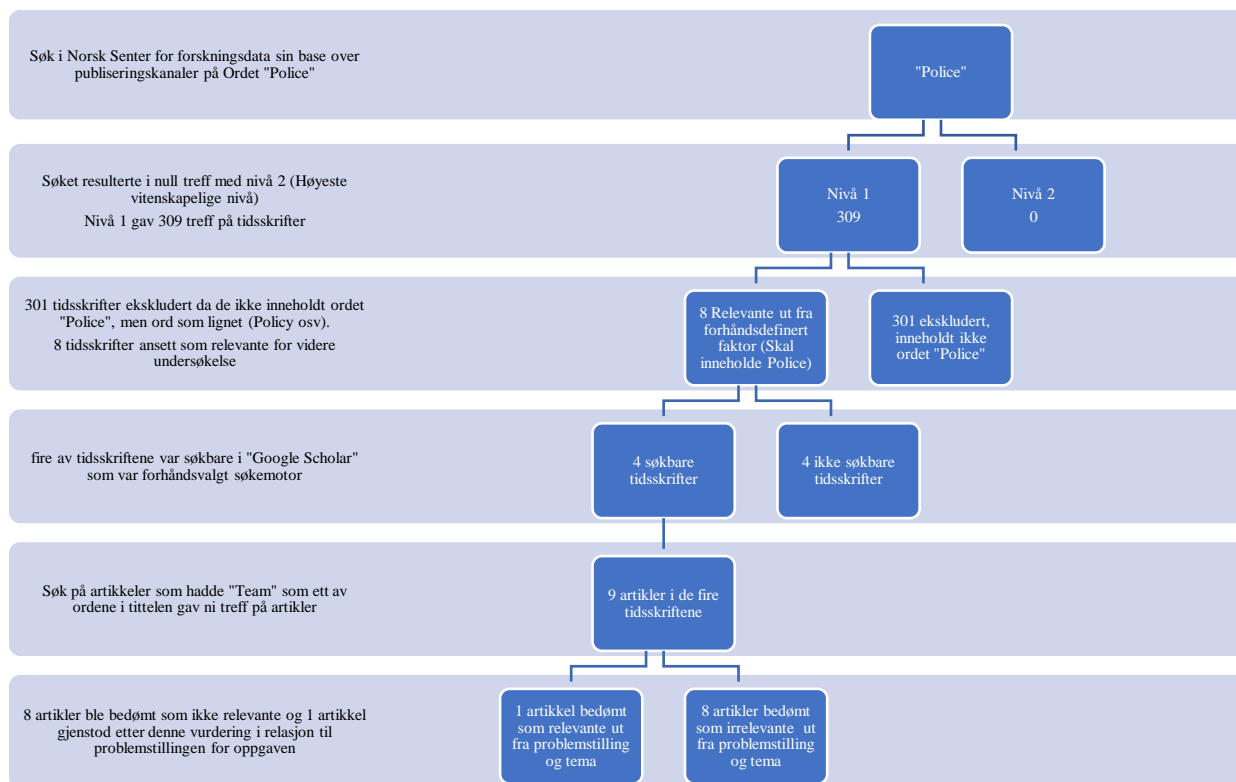 Søk i Norsk Senter for forskningsdata sin base over
publiseringskanaler på Ordet "Police"
"Police"
Søket resulterte i null treff med nivå 2 (Høyeste
vitenskapelige nivå)
Nivå 1 gav 309 treff på tidsskrifter
Nivå 1
309
Nivå 2
0
301 tidsskrifter ekskludert da de ikke inneholdt ordet
"Police", men ord som lignet (Policy osv).
8 tidsskrifter ansett som relevante for videre
undersøkelse
8 Relevante ut fra
forhåndsdefinert
faktor (Skal
inneholde Police)
301 ekskludert,
inneholdt ikke
ordet "Police"
fire av tidsskriftene var søkbare i "Google Scholar"
som var forhåndsvalgt søkemotor
4 søkbare
tidsskrifter
4 ikke søkbare
tidsskrifter
Søk på artikkeler som hadde "Team" som ett av
ordene i tittelen gav ni treff på artikler
9 artikler i de fire
tidsskriftene
8 artikler ble bedømt som ikke relevante og 1 artikkel
gjenstod etter denne vurdering i relasjon til
problemstillingen for oppgaven
1 artikkel bedømt
som relevante ut
fra problemstilling
og tema
8 artikler bedømt
som irrelevante ut
fra problemstilling
og tema